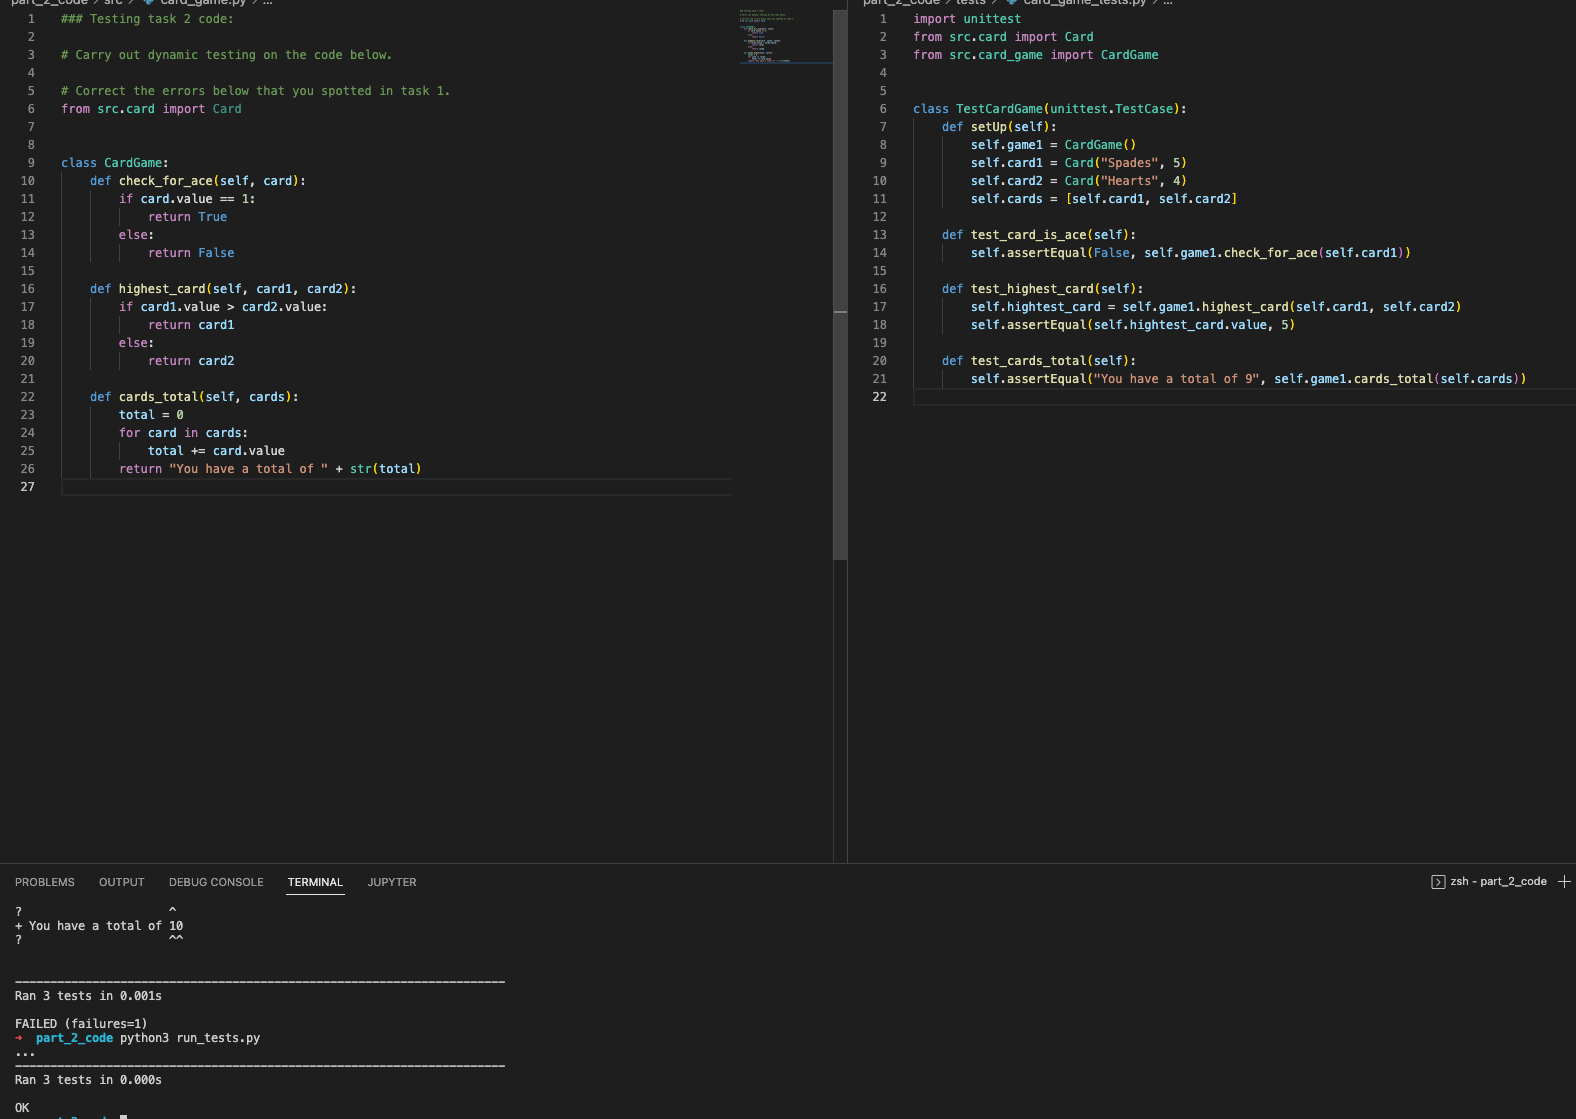 part_2_code > src > card_game.py > ...
1 ### Testing task 2 code:
2
3 # Carry out dynamic testing on the code below.
4
5 # Correct the errors below that you spotted in task 1.
6 from src.card import Card
7
8
9 class CardGame:
10     def check_for_ace(self, card):
11         if card.value == 1:
12             return True
13         else:
14             return False
15
16     def highest_card(self, card1, card2):
17         if card1.value > card2.value:
18             return card1
19         else:
20             return card2
21
22     def cards_total(self, cards):
23         total = 0
24         for card in cards:
25             total += card.value
26         return "You have a total of " + str(total)
27
part_2_code > tests > card_game_tests.py > ...
1 import unittest
2 from src.card import Card
3 from src.card_game import CardGame
4
5
6 class TestCardGame(unittest.TestCase):
7     def setUp(self):
8         self.game1 = CardGame()
9         self.card1 = Card("Spades", 5)
10         self.card2 = Card("Hearts", 4)
11         self.cards = [self.card1, self.card2]
12
13     def test_card_is_ace(self):
14         self.assertEqual(False, self.game1.check_for_ace(self.card1))
15
16     def test_highest_card(self):
17         self.hightest_card = self.game1.highest_card(self.card1, self.card2)
18         self.assertEqual(self.hightest_card.value, 5)
19
20     def test_cards_total(self):
21         self.assertEqual("You have a total of 9", self.game1.cards_total(self.cards))
22
PROBLEMS OUTPUT DEBUG CONSOLE TERMINAL JUPYTER
zsh - part_2_code
?                     ^
+ You have a total of 10
?                     ^^
----------------------------------------------------------------------
Ran 3 tests in 0.001s
FAILED (failures=1)
→ part_2_code python3 run_tests.py
...
----------------------------------------------------------------------
Ran 3 tests in 0.000s
OK